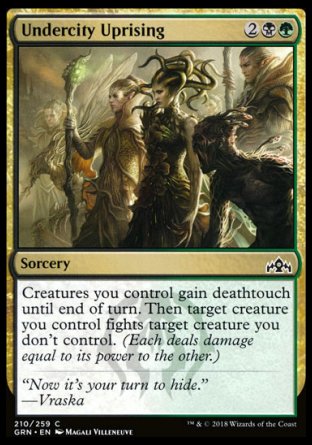 Undercity Uprising 2
Sorcery
Creatures you control gain deathtouch
until end of turn. Then target creature
you control fights target creature you
don't control. (Each deals damage
equal to its power to the other.)
"Now it's your turn to hide."
—Vraska
210/259 C
GRN • EN Magali Villeneuve
™ & © 2018 Wizards of the Coast